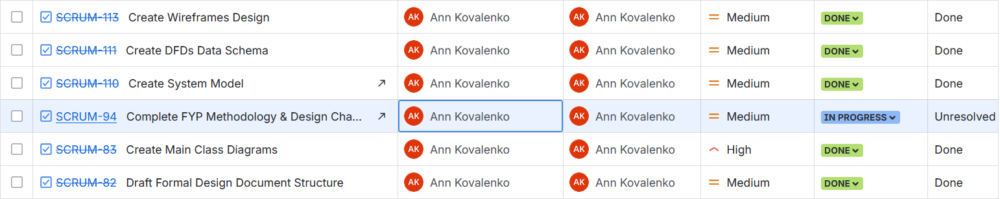 SCRUM-113 Create Wireframes Design AK Ann Kovalenko AK Ann Kovalenko Medium DONE Done
SCRUM-111 Create DFDs Data Schema AK Ann Kovalenko AK Ann Kovalenko Medium DONE Done
SCRUM-110 Create System Model AK Ann Kovalenko AK Ann Kovalenko Medium DONE Done
SCRUM-94 Complete FYP Methodology & Design Cha... AK Ann Kovalenko AK Ann Kovalenko Medium IN PROGRESS Unresolved
SCRUM-83 Create Main Class Diagrams AK Ann Kovalenko AK Ann Kovalenko High DONE Done
SCRUM-82 Draft Formal Design Document Structure AK Ann Kovalenko AK Ann Kovalenko Medium DONE Done